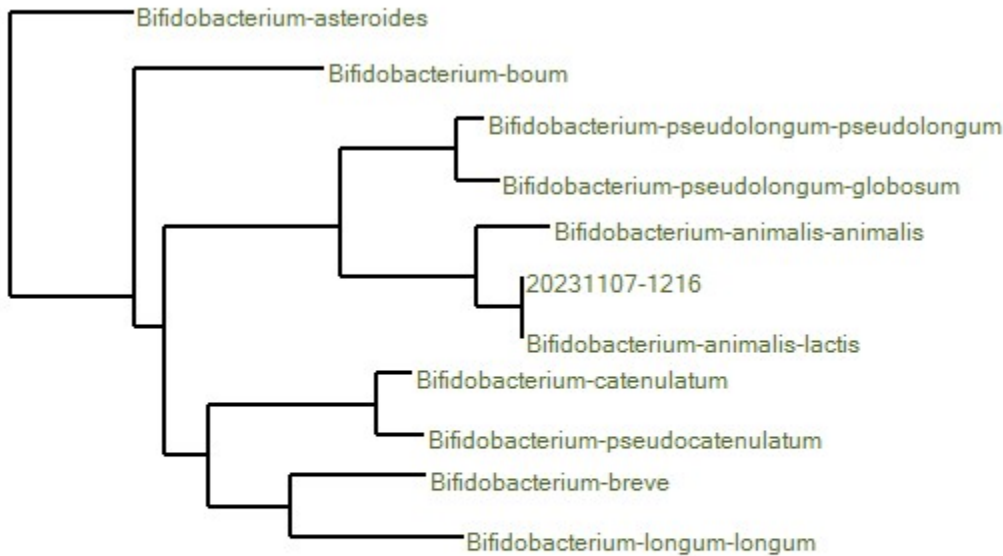 Bifidobacterium-asteroides
Bifidobacterium-boum
Bifidobacterium-pseudolongum-pseudolongum
Bifidobacterium-pseudolongum-globosum
Bifidobacterium-animalis-animalis
20231107-1216
Bifidobacterium-animalis-lactis
Bifidobacterium-catenulatum
Bifidobacterium-pseudocatenulatum
Bifidobacterium-breve
Bifidobacterium-longum-longum